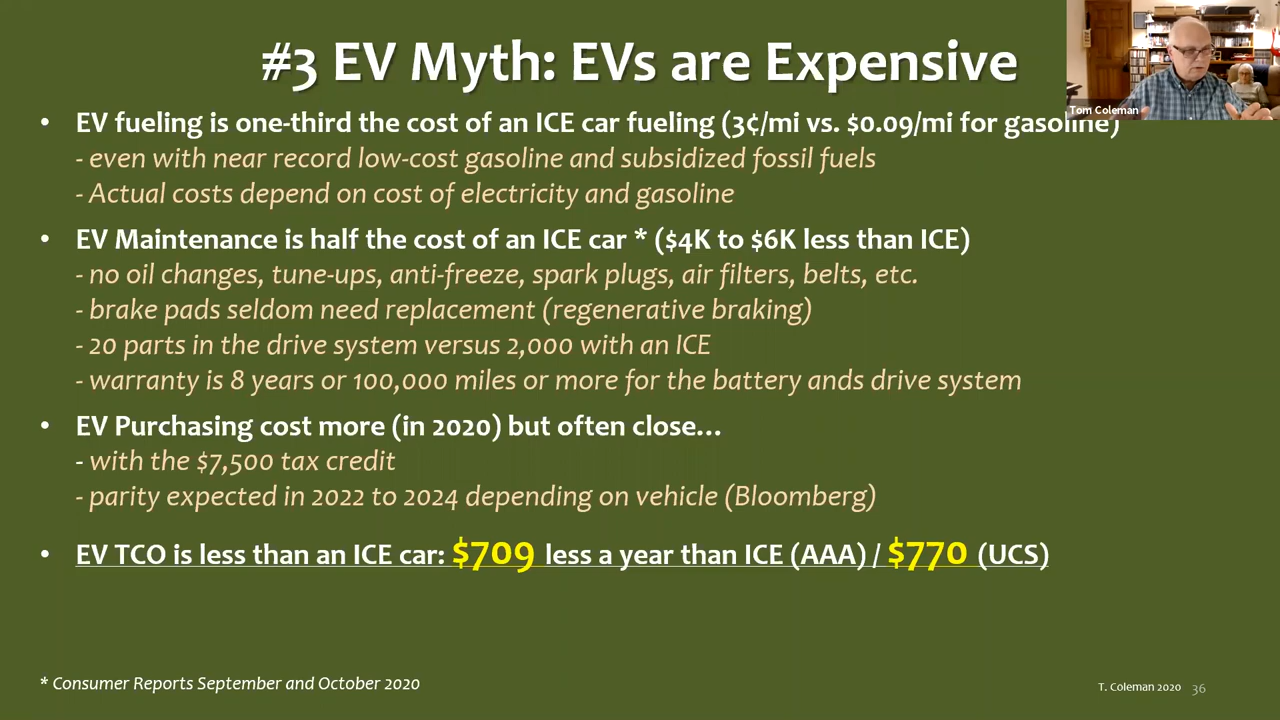 #3 EV Myth: EVs are Expensive
Tom Coleman
• EV fueling is one-third the cost of an ICE car fueling (3¢/mi vs. $0.09/mi for gasoline)
- even with near record low-cost gasoline and subsidized fossil fuels
- Actual costs depend on cost of electricity and gasoline
• EV Maintenance is half the cost of an ICE car * ($4K to $6K less than ICE)
- no oil changes, tune-ups, anti-freeze, spark plugs, air filters, belts, etc.
- brake pads seldom need replacement (regenerative braking)
- 20 parts in the drive system versus 2,000 with an ICE
- warranty is 8 years or 100,000 miles or more for the battery ands drive system
• EV Purchasing cost more (in 2020) but often close…
- with the $7,500 tax credit
- parity expected in 2022 to 2024 depending on vehicle (Bloomberg)
• EV TCO is less than an ICE car: $709 less a year than ICE (AAA) / $770 (UCS)
* Consumer Reports September and October 2020
T. Coleman 2020 36